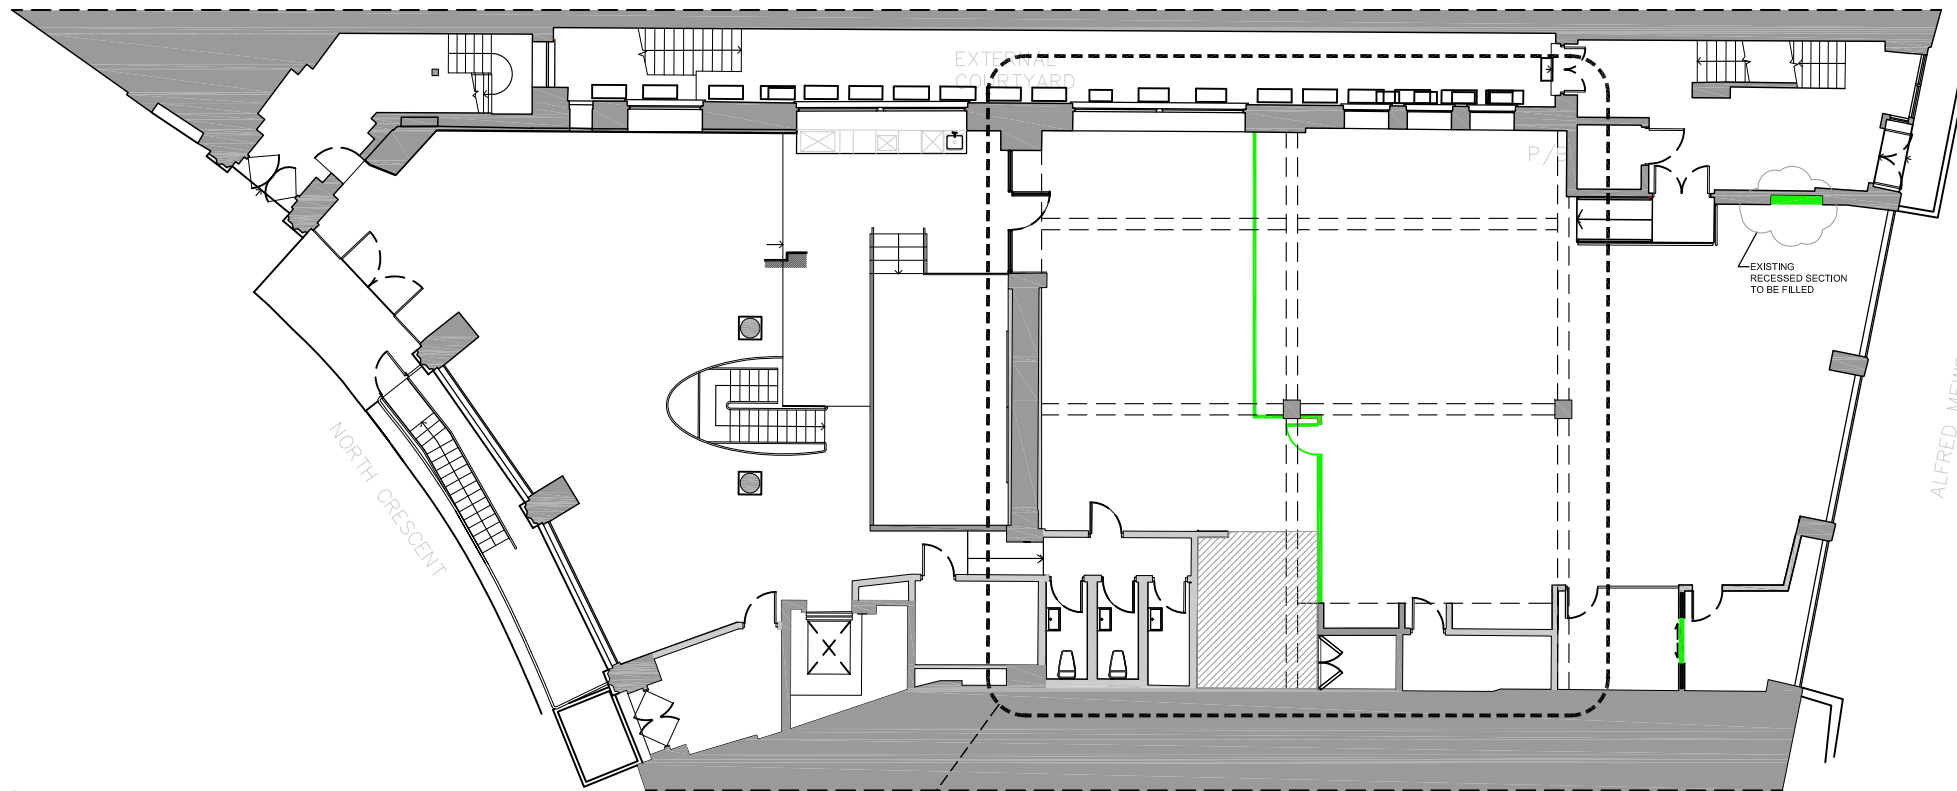 EXTERNAL
COURTYARD
P/B
EXISTING
RECESSED SECTION
TO BE FILLED
NORTH CRESCENT
ALFRED MEWS